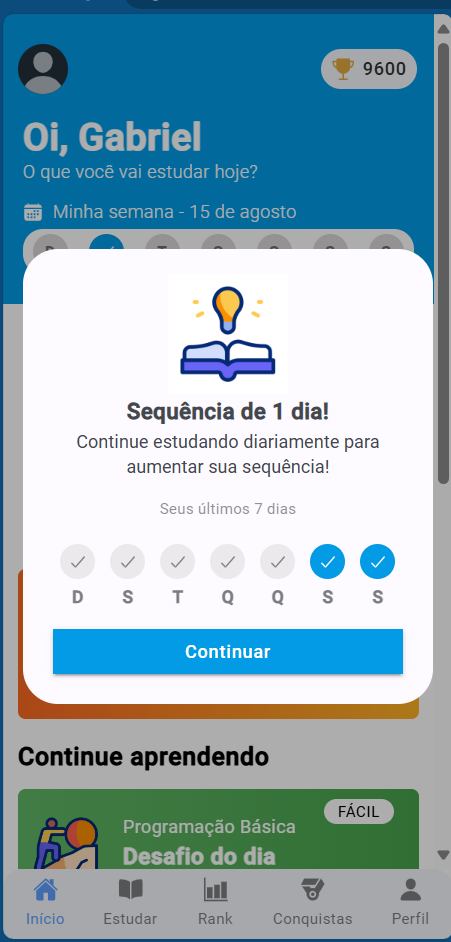 9600
Oi, Gabriel
O que você vai estudar hoje?
Minha semana - 15 de agosto
Sequência de 1 dia!
Continue estudando diariamente para
aumentar sua sequência!
Seus últimos 7 dias
D S T Q Q S S
Continuar
Continue aprendendo
FÁCIL
Programação Básica
Desafio do dia
Início Estudar Rank Conquistas Perfil